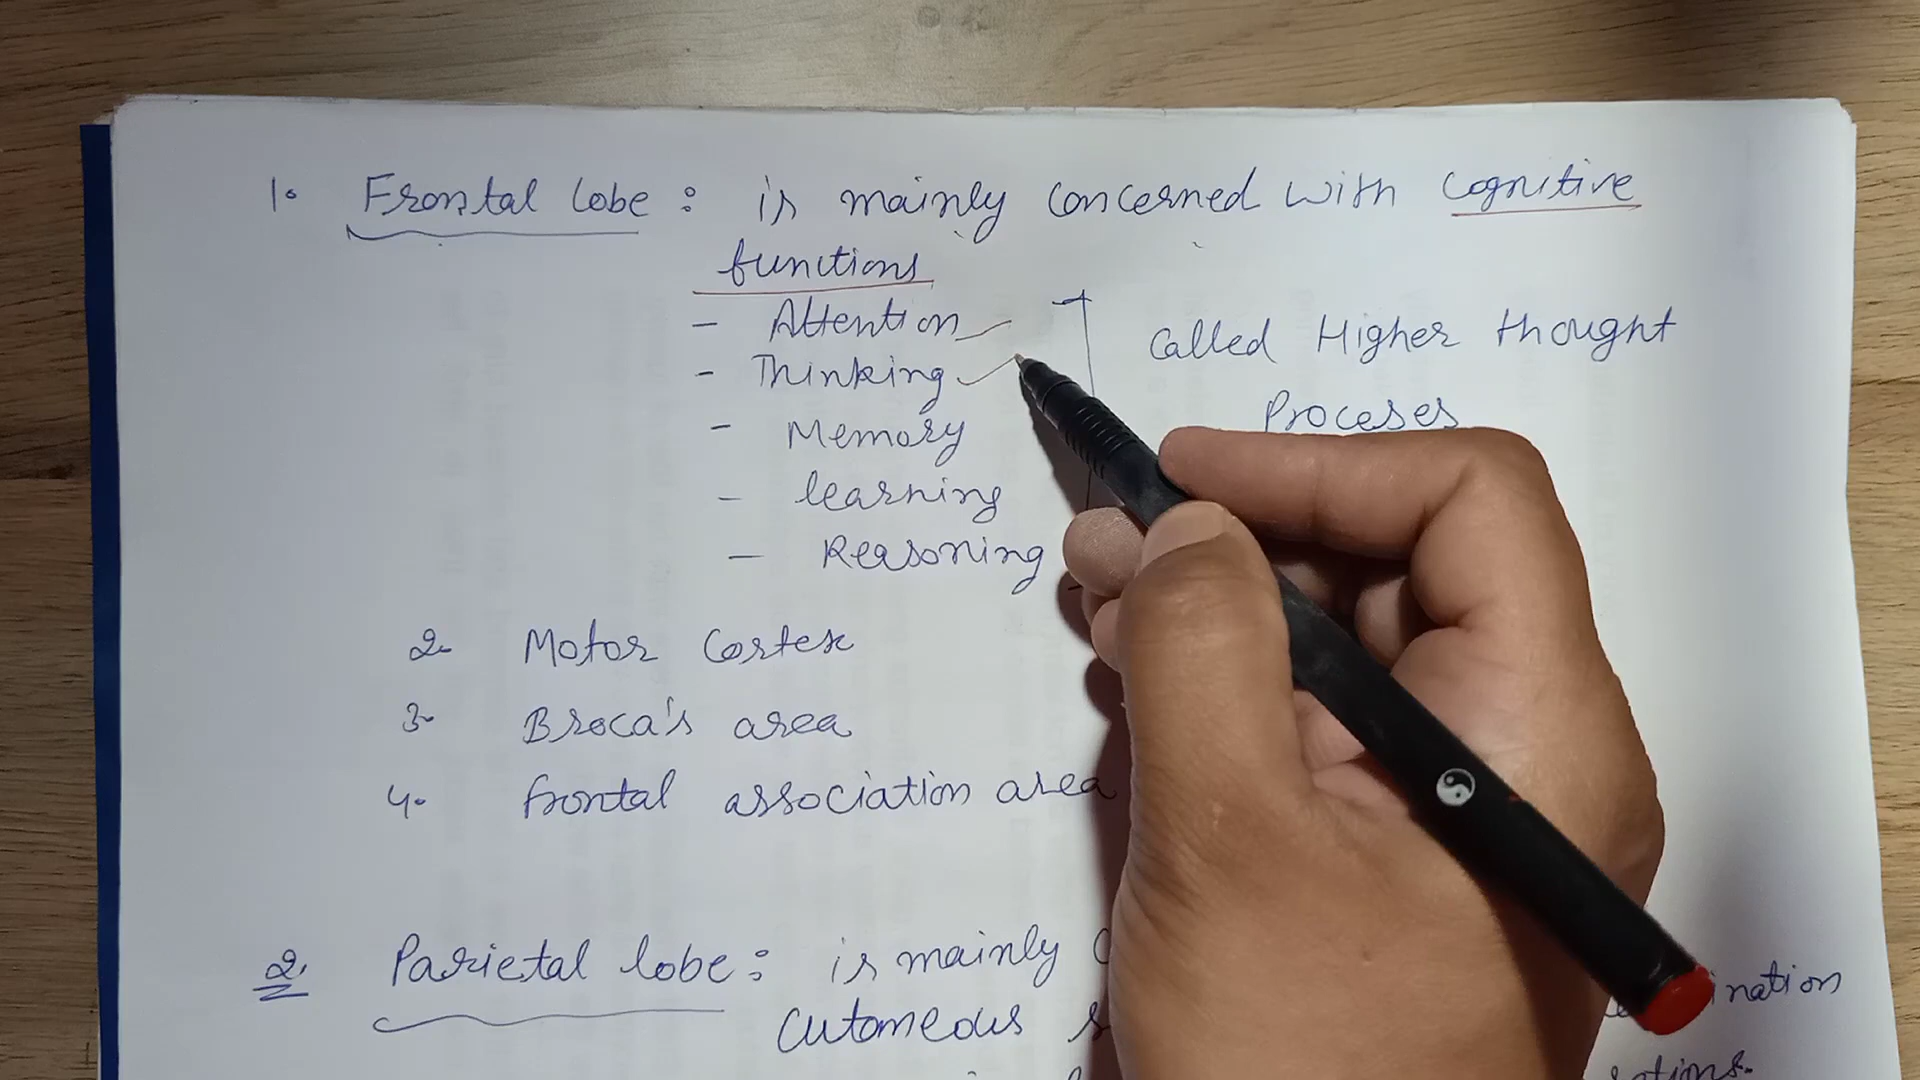 1. Frontal lobe : is mainly concerned with cognitive
functions
- Attention
- Thinking
- Memory
- learning
- Reasoning
called Higher thought
Proceses
2. Motor Cortex
3. Broca's area
4. frontal association area
2. Parietal lobe : is mainly
cutaneous